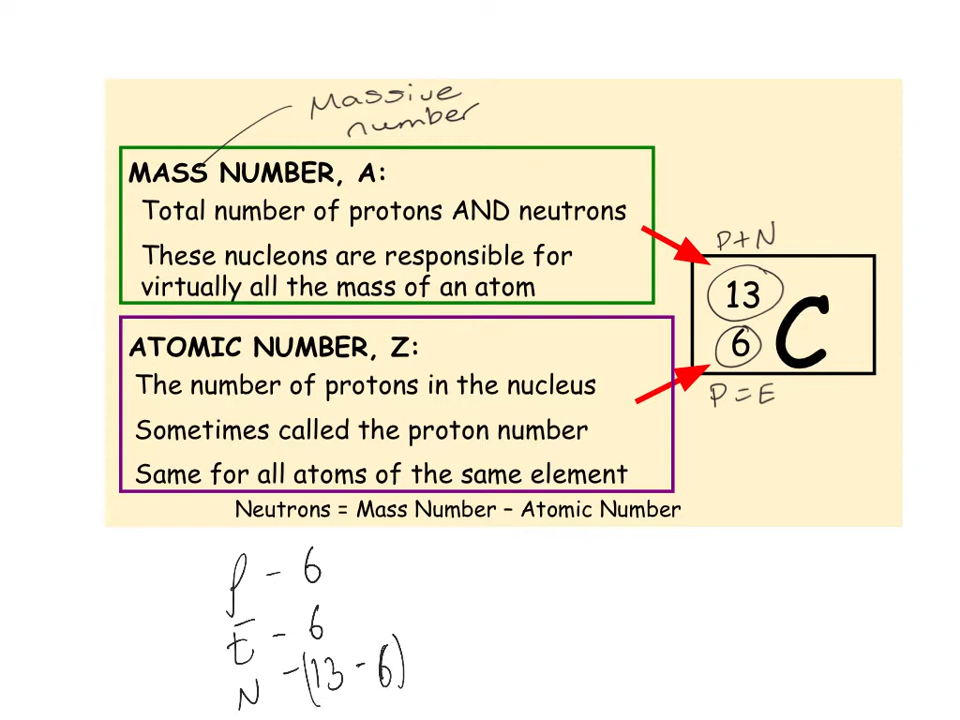 Massive
number
MASS NUMBER, A:
Total number of protons AND neutrons
These nucleons are responsible for
virtually all the mass of an atom
P+N
13
6
C
P=E
ATOMIC NUMBER, Z:
The number of protons in the nucleus
Sometimes called the proton number
Same for all atoms of the same element
Neutrons = Mass Number – Atomic Number
P - 6
E - 6
N - (13 - 6)